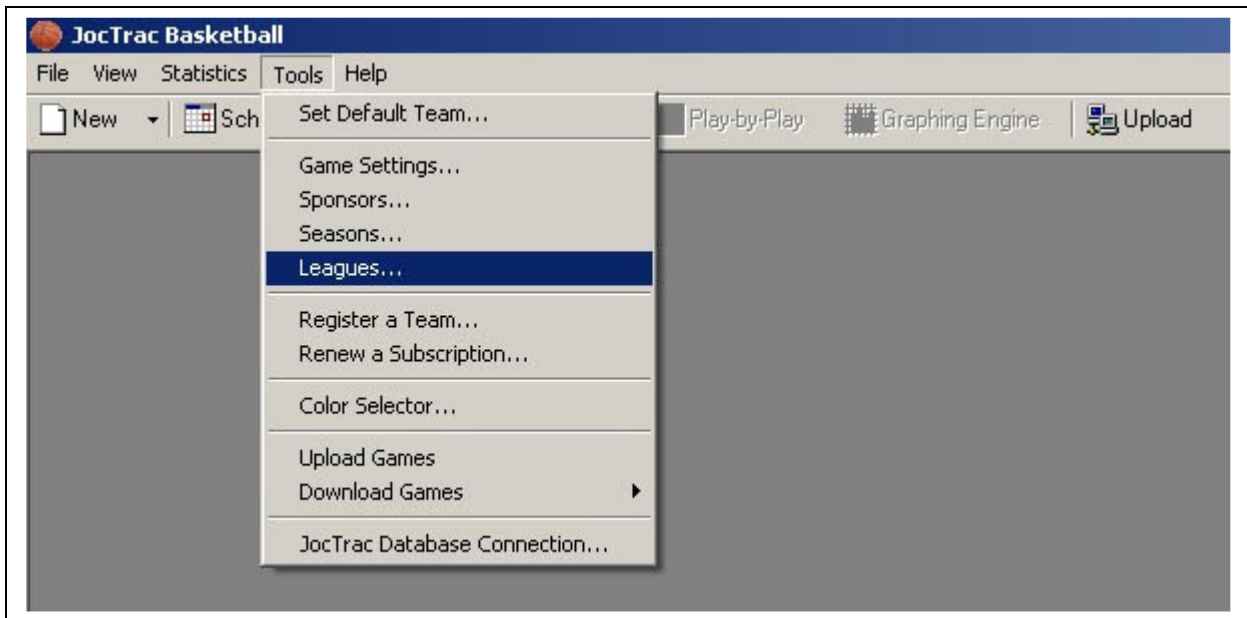 JocTrac Basketball
File View Statistics Tools Help
New Sch Play-by-Play Graphing Engine Upload
Set Default Team...
Game Settings...
Sponsors...
Seasons...
Leagues...
Register a Team...
Renew a Subscription...
Color Selector...
Upload Games
Download Games
JocTrac Database Connection...